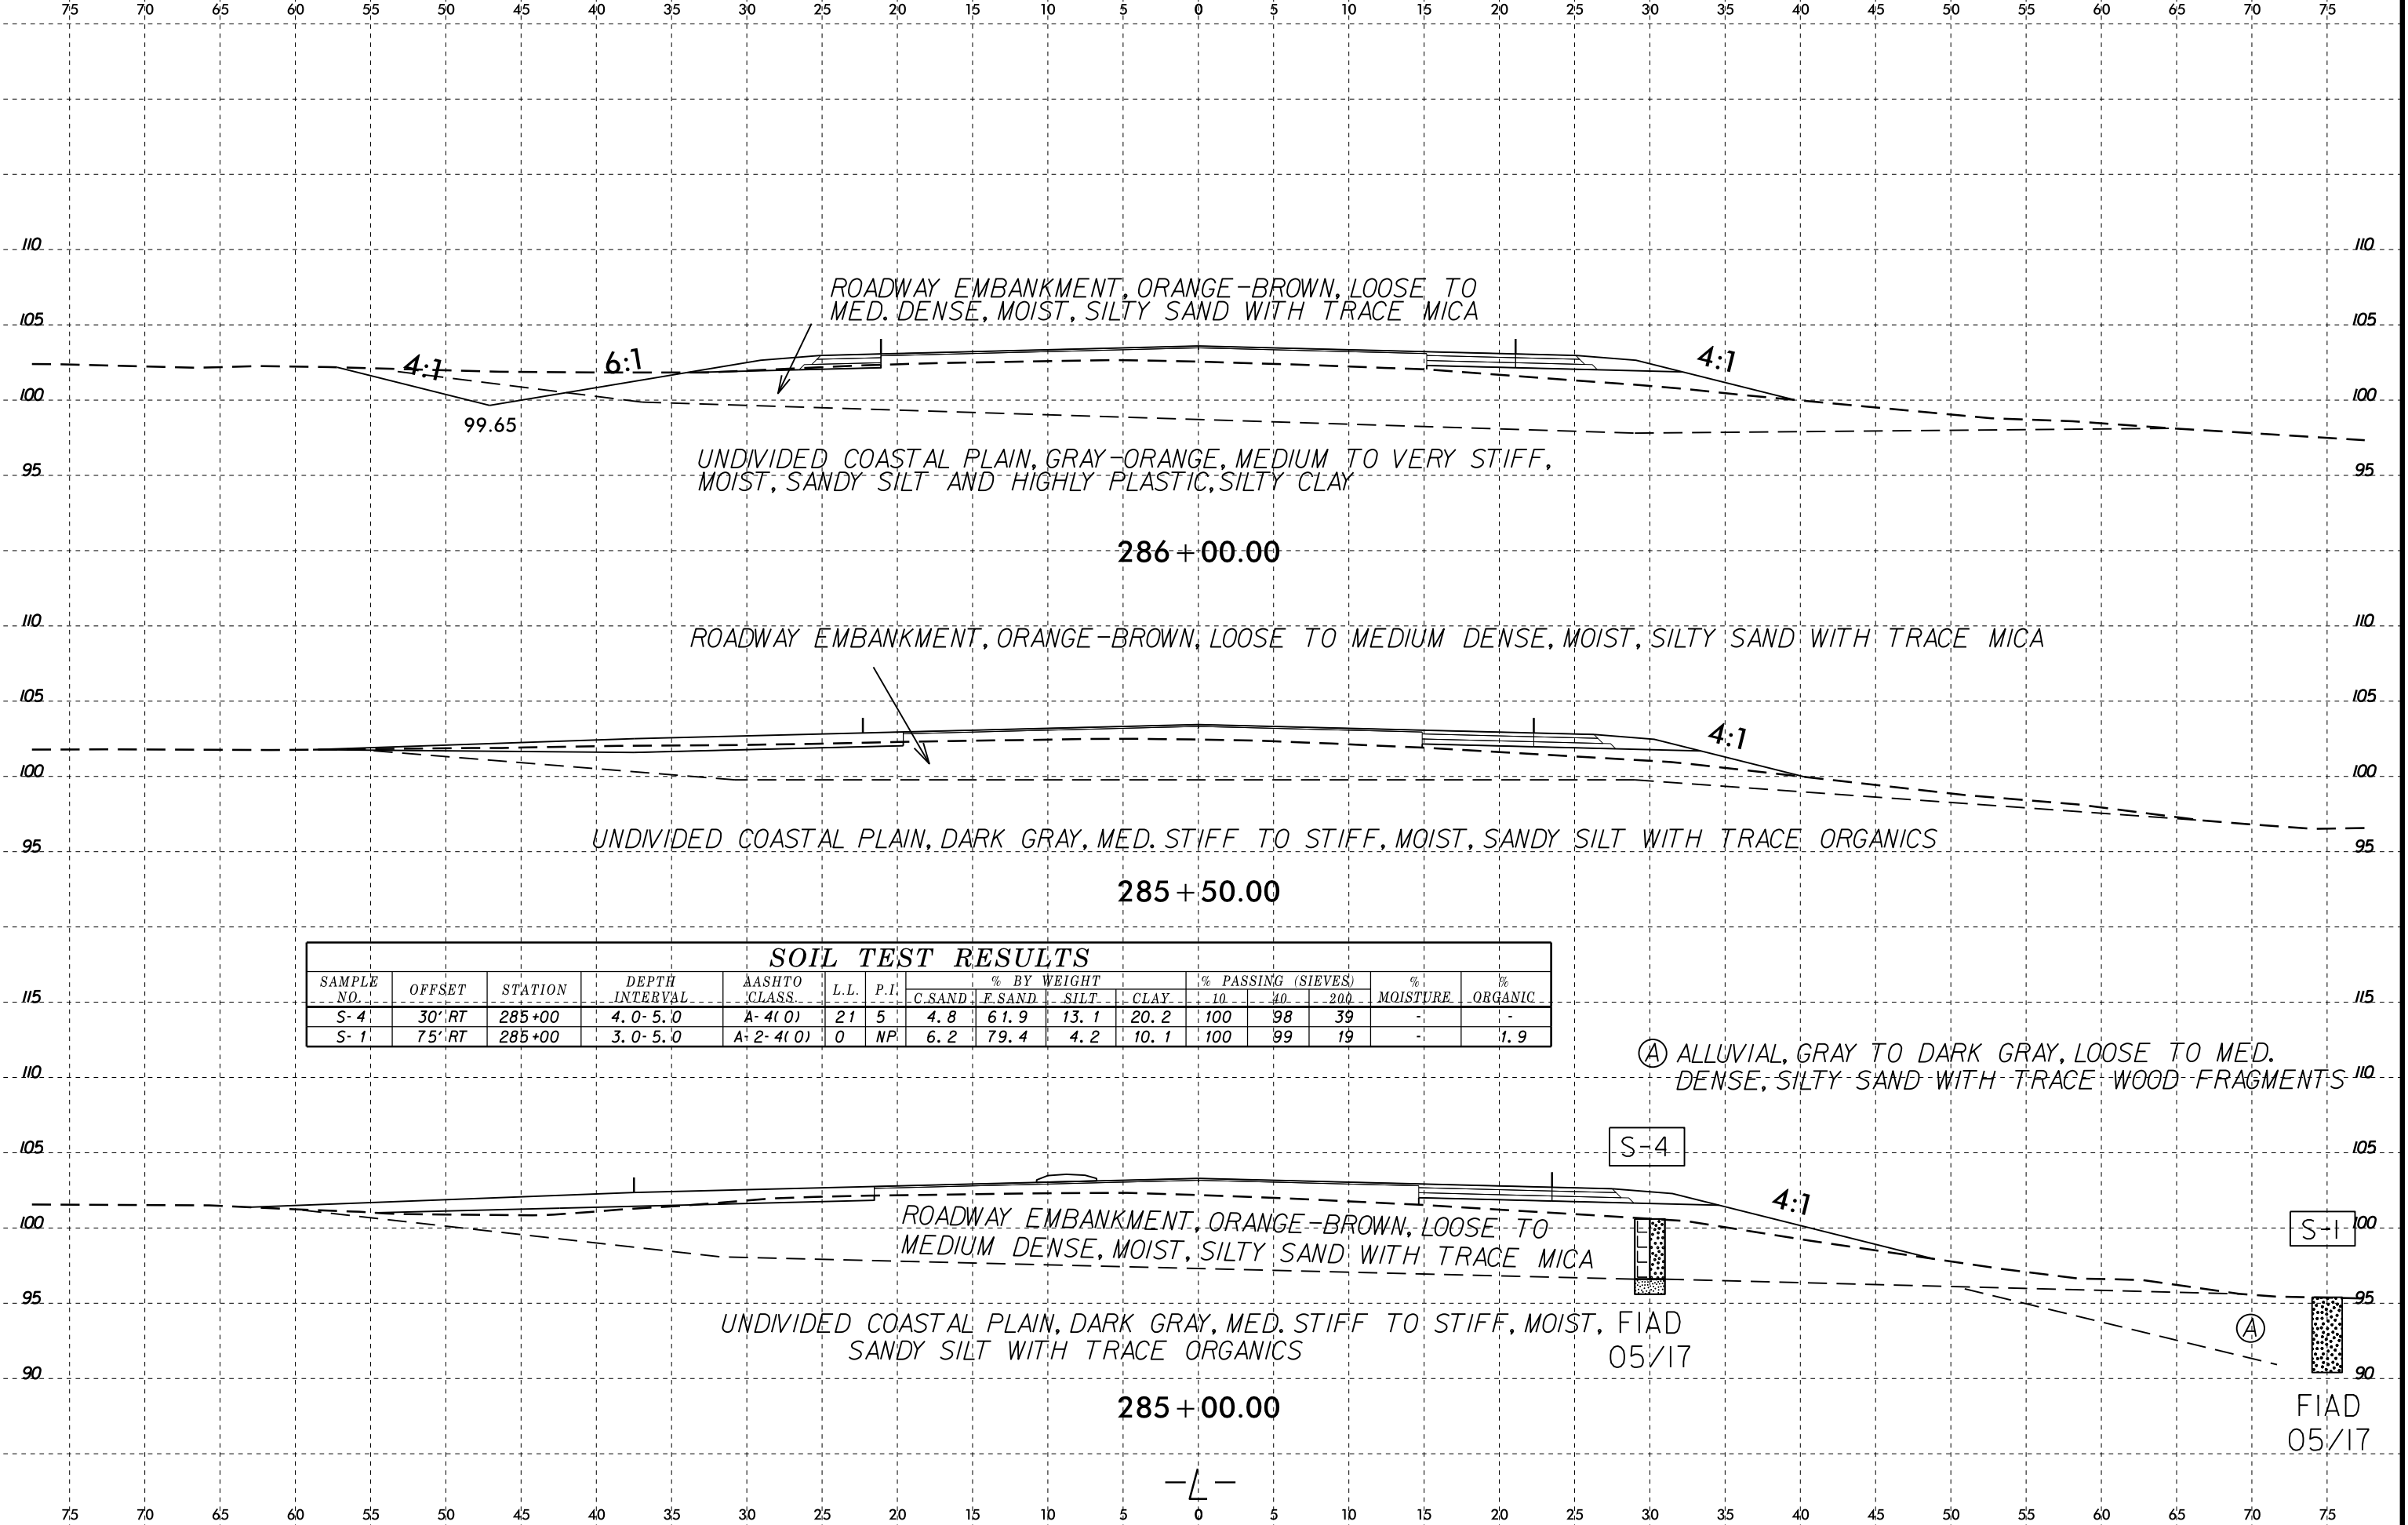 75 70 65 60 55 50 45 40 35 30 25 20 15 10 5 0 5 10 15 20 25 30 35 40 45 50 55 60 65 70 75
110 110
ROADWAY EMBANKMENT, ORANGE-BROWN, LOOSE TO
MED. DENSE, MOIST, SILTY SAND WITH TRACE MICA
105 105
4:1 6:1 4:1
100 100
99.65
UNDIVIDED COASTAL PLAIN, GRAY-ORANGE, MEDIUM TO VERY STIFF,
MOIST, SANDY SILT AND HIGHLY PLASTIC, SILTY CLAY
95 95
286+00.00
110 110
ROADWAY EMBANKMENT, ORANGE-BROWN, LOOSE TO MEDIUM DENSE, MOIST, SILTY SAND WITH TRACE MICA
105 105
4:1
100 100
UNDIVIDED COASTAL PLAIN, DARK GRAY, MED. STIFF TO STIFF, MOIST, SANDY SILT WITH TRACE ORGANICS
95 95
285+50.00
SOIL TEST RESULTS
SAMPLE NO. OFFSET STATION DEPTH INTERVAL AASHTO CLASS. L.L. P.I. % BY WEIGHT % PASSING (SIEVES) % MOISTURE % ORGANIC
C.SAND F.SAND SILT CLAY 10 40 200
S-4 30' RT 285+00 4.0-5.0 A-4(0) 21 5 4.8 61.9 13.1 20.2 100 98 39 - -
S-1 75' RT 285+00 3.0-5.0 A-2-4(0) 0 NP 6.2 79.4 4.2 10.1 100 99 19 - 1.9
115 115
A ALLUVIAL, GRAY TO DARK GRAY, LOOSE TO MED.
DENSE, SILTY SAND WITH TRACE WOOD FRAGMENTS
110 110
S-4
105 105
4:1
S-1
100 100
ROADWAY EMBANKMENT, ORANGE-BROWN, LOOSE TO
MEDIUM DENSE, MOIST, SILTY SAND WITH TRACE MICA
95 95
UNDIVIDED COASTAL PLAIN, DARK GRAY, MED. STIFF TO STIFF, MOIST,
SANDY SILT WITH TRACE ORGANICS
FIAD
05/17
A
90 90
285+00.00
FIAD
05/17
-L-
75 70 65 60 55 50 45 40 35 30 25 20 15 10 5 0 5 10 15 20 25 30 35 40 45 50 55 60 65 70 75